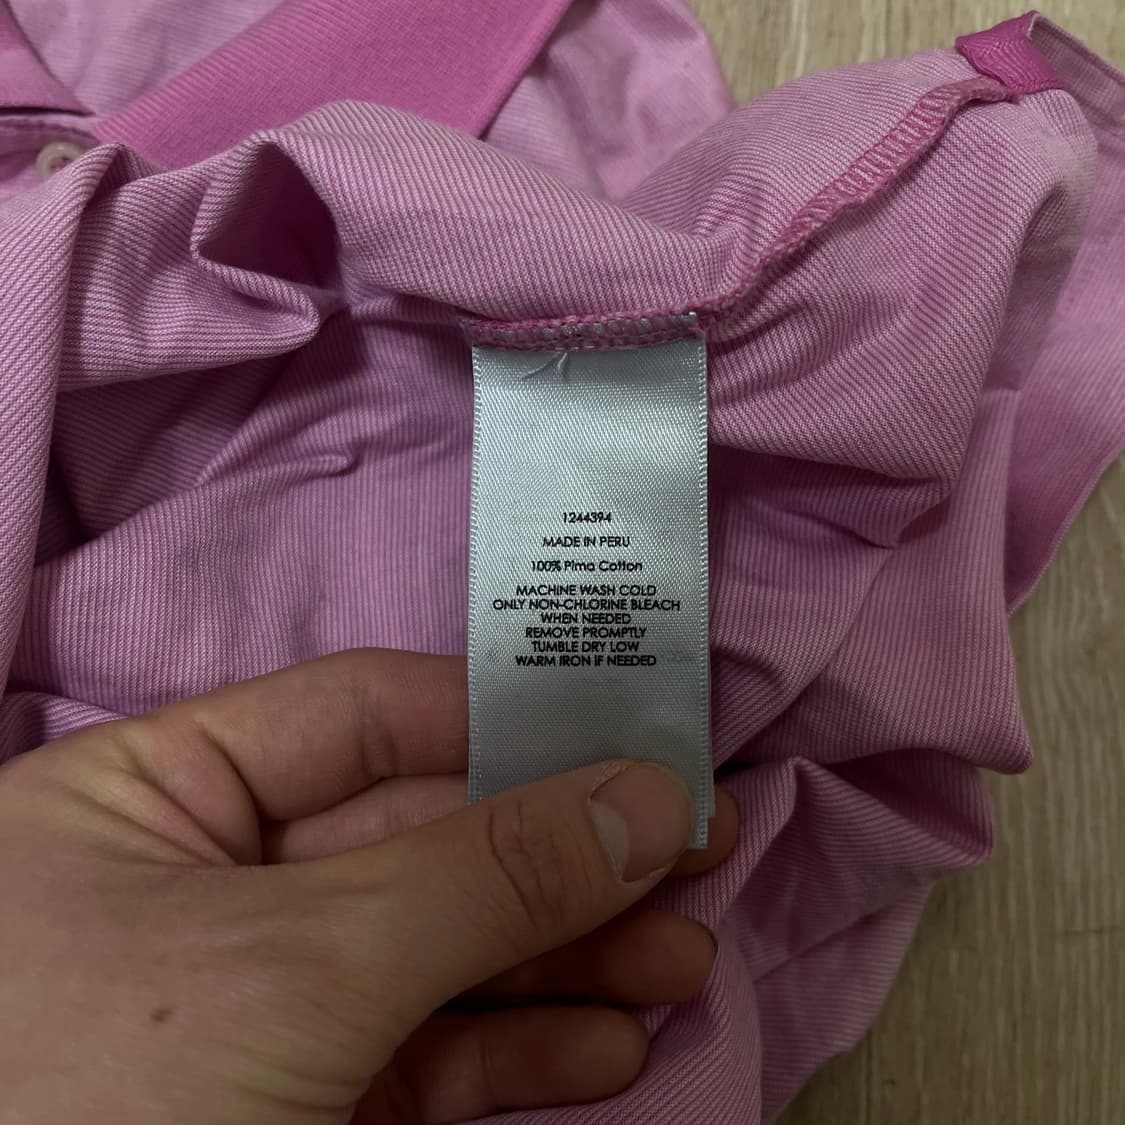 1244394
MADE IN PERU
100% Pima Cotton
MACHINE WASH COLD
ONLY NON-CHLORINE BLEACH
WHEN NEEDED
REMOVE PROMPTLY
TUMBLE DRY LOW
WARM IRON IF NEEDED